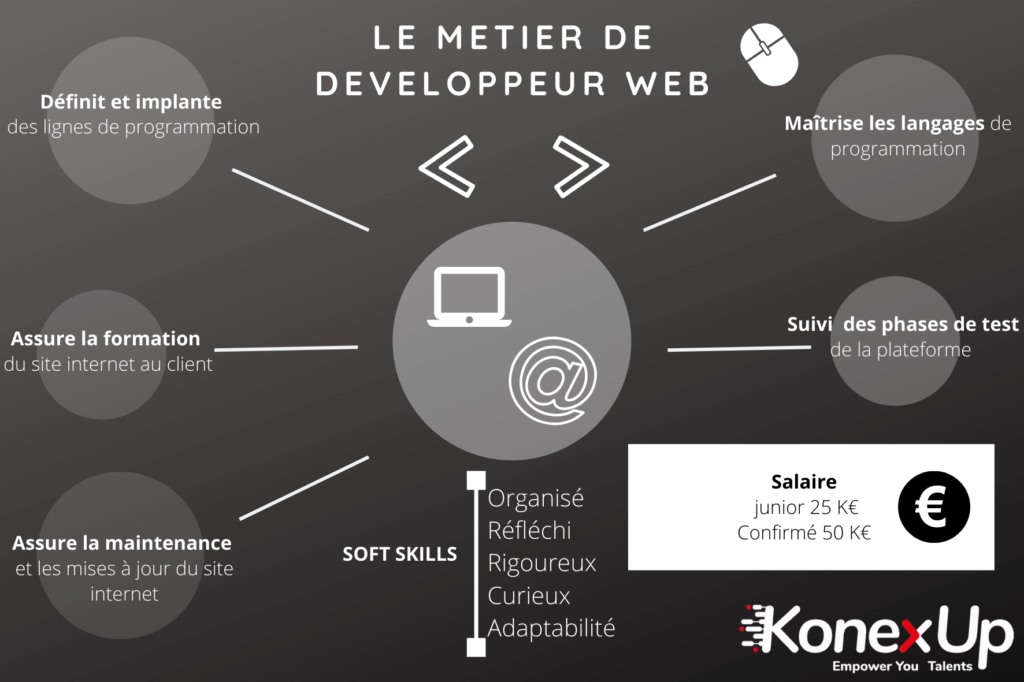 LE METIER DE
DEVELOPPEUR WEB
Définit et implante
des lignes de programmation
Maîtrise les langages de
programmation
Assure la formation
du site internet au client
Suivi des phases de test
de la plateforme
Assure la maintenance
et les mises à jour du site
internet
SOFT SKILLS
Organisé
Réfléchi
Rigoureux
Curieux
Adaptabilité
Salaire
junior 25 K€
Confirmé 50 K€
€
KonexUp
Empower You Talents